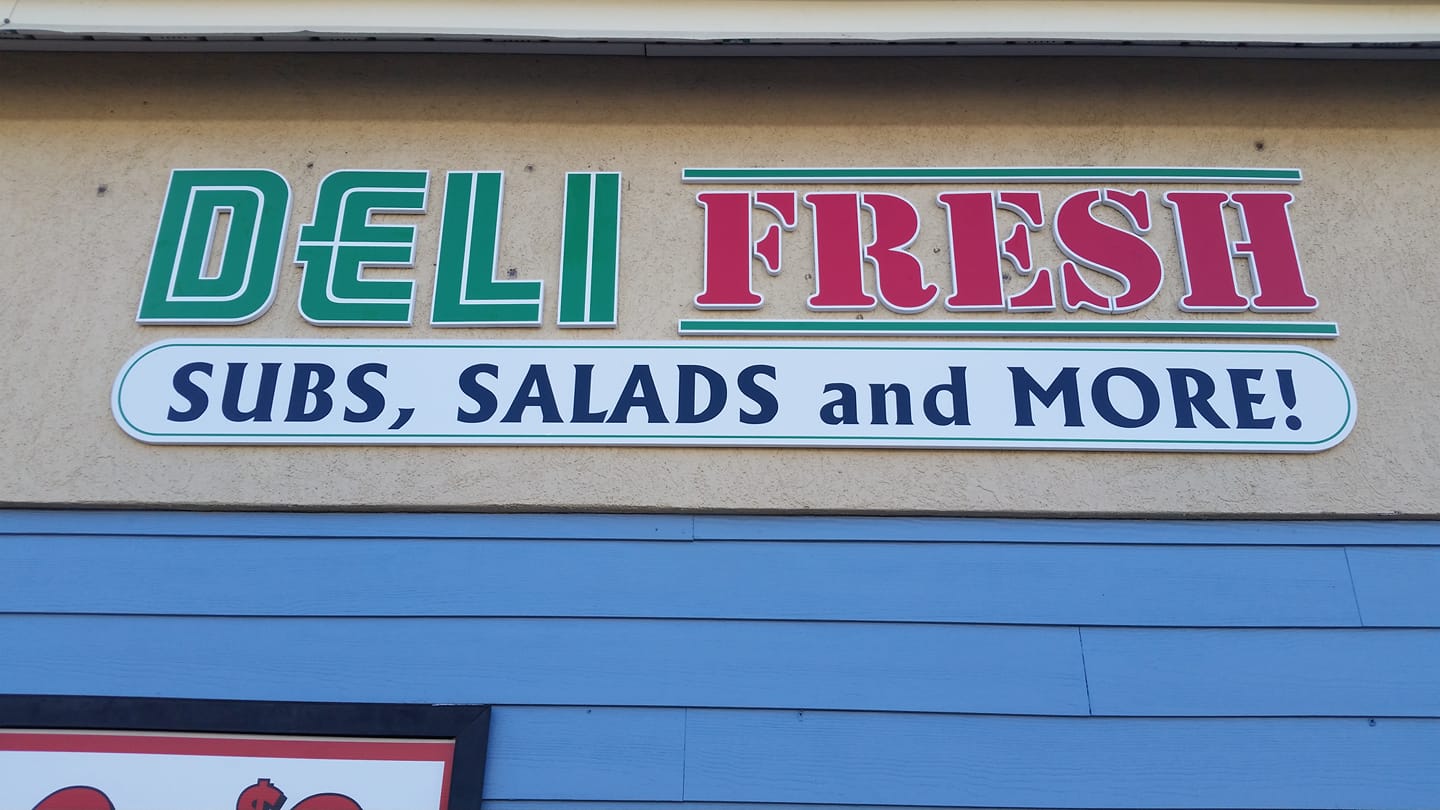 DELI FRESH
SUBS, SALADS and MORE!
$